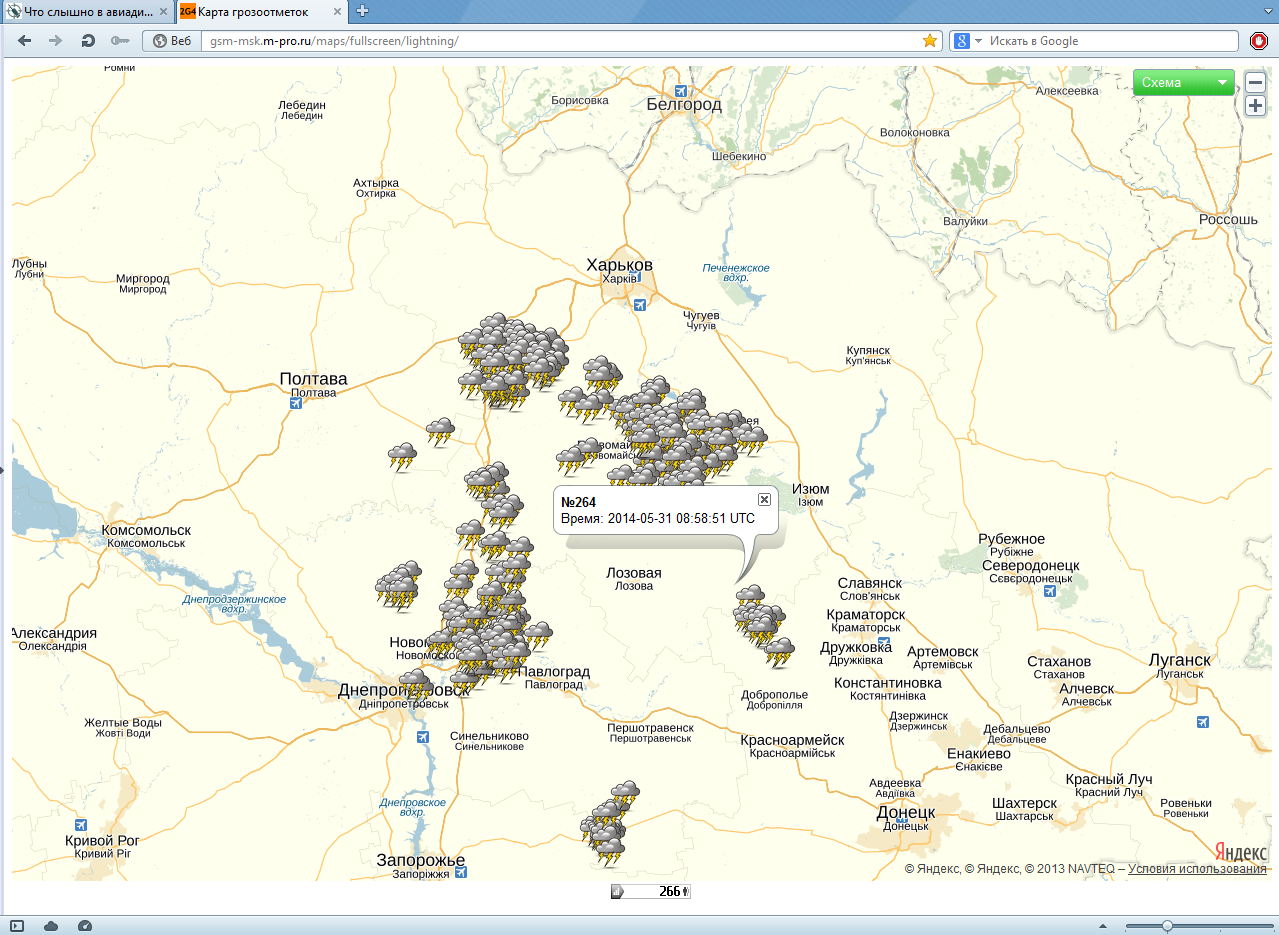 Что слышно в авиади...
2G4
Карта грозоотметок
Веб
gsm-msk.m-pro.ru/maps/fullscreen/lightning/
8
Искать в Google
Схема
Ромни
Лебедин
Лебедин
Борисовка
Белгород
Алексеевка
Волоконовка
Шебекино
Ахтырка
Охтирка
Валуйки
Россошь
Лубны
Лубни
Миргород
Миргород
Харьков
Харків
Печенежское
вдхр.
Чугуев
Чугуїв
Купянск
Куп'янськ
Полтава
Полтава
Изюм
Ізюм
№264
Время: 2014-05-31 08:58:51 UTC
Комсомольск
Комсомольськ
Рубежное
Рубіжне
Северодонецк
Сєвєродонецьк
Лозовая
Лозова
Славянск
Слов'янськ
Днепродзержинское
вдхр.
Краматорск
Краматорськ
Александрия
Олександрія
Дружковка
Дружківка
Артемовск
Артемівськ
Стаханов
Стаханов
Луганск
Луганськ
Павлоград
Павлоград
Константиновка
Костянтинівка
Алчевск
Алчевськ
Днепропетровск
Дніпропетровськ
Доброполье
Добропілля
Желтые Воды
Жовті Води
Дзержинск
Дзержинськ
Синельниково
Синельникове
Першотравенск
Першотравенськ
Красноармейск
Красноармійськ
Дебальцево
Дебальцеве
Енакиево
Єнакієве
Авдеевка
Авдіївка
Красный Луч
Красний Луч
Днепровское
вдхр.
Донецк
Донецьк
Шахтерск
Шахтарськ
Ровеньки
Ровеньки
Кривой Рог
Кривий Ріг
Запорожье
Запоріжжя
Яндекс
© Яндекс, © Яндекс, © 2013 NAVTEQ – Условия использования
266